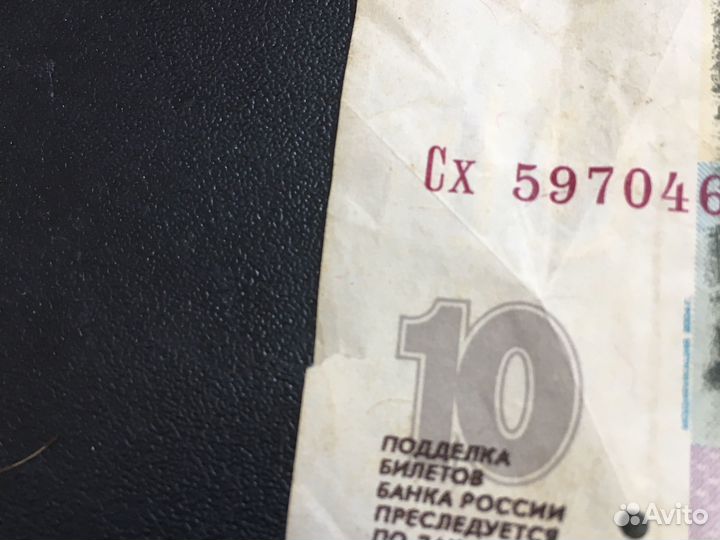 Сх 597046
10
ПОДДЕЛКА
БИЛЕТОВ
БАНКА РОССИИ
ПРЕСЛЕДУЕТСЯ
Avito